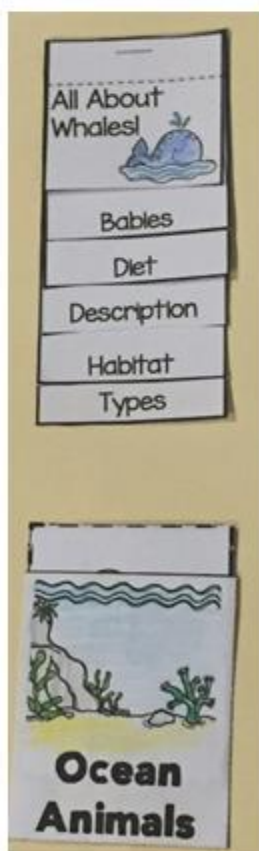 All About
Whales!
Babies
Diet
Description
Habitat
Types
Ocean
Animals